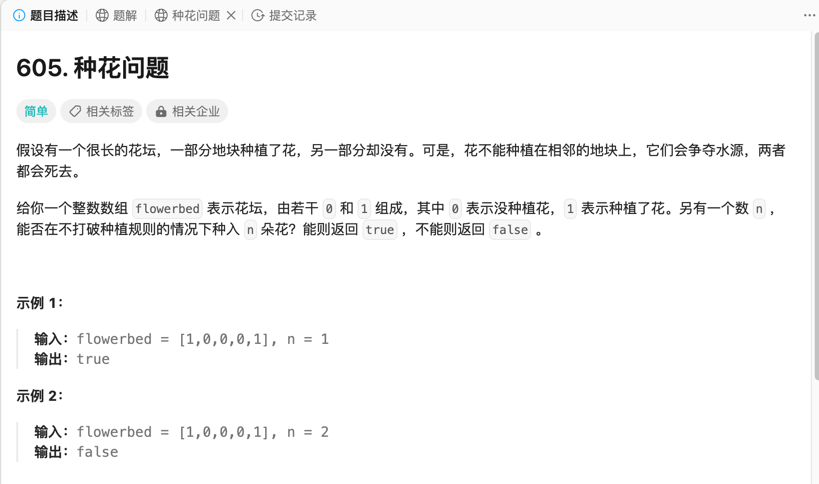 题目描述 题解 种花问题 提交记录
605. 种花问题
简单 相关标签 相关企业
假设有一个很长的花坛，一部分地块种植了花，另一部分却没有。可是，花不能种植在相邻的地块上，它们会争夺水源，两者
都会死去。
给你一个整数数组 flowerbed 表示花坛，由若干 0 和 1 组成，其中 0 表示没种植花，1 表示种植了花。另有一个数 n ，
能否在不打破种植规则的情况下种入 n 朵花？能则返回 true ，不能则返回 false 。
示例 1：
输入：flowerbed = [1,0,0,0,1], n = 1
输出：true
示例 2：
输入：flowerbed = [1,0,0,0,1], n = 2
输出：false